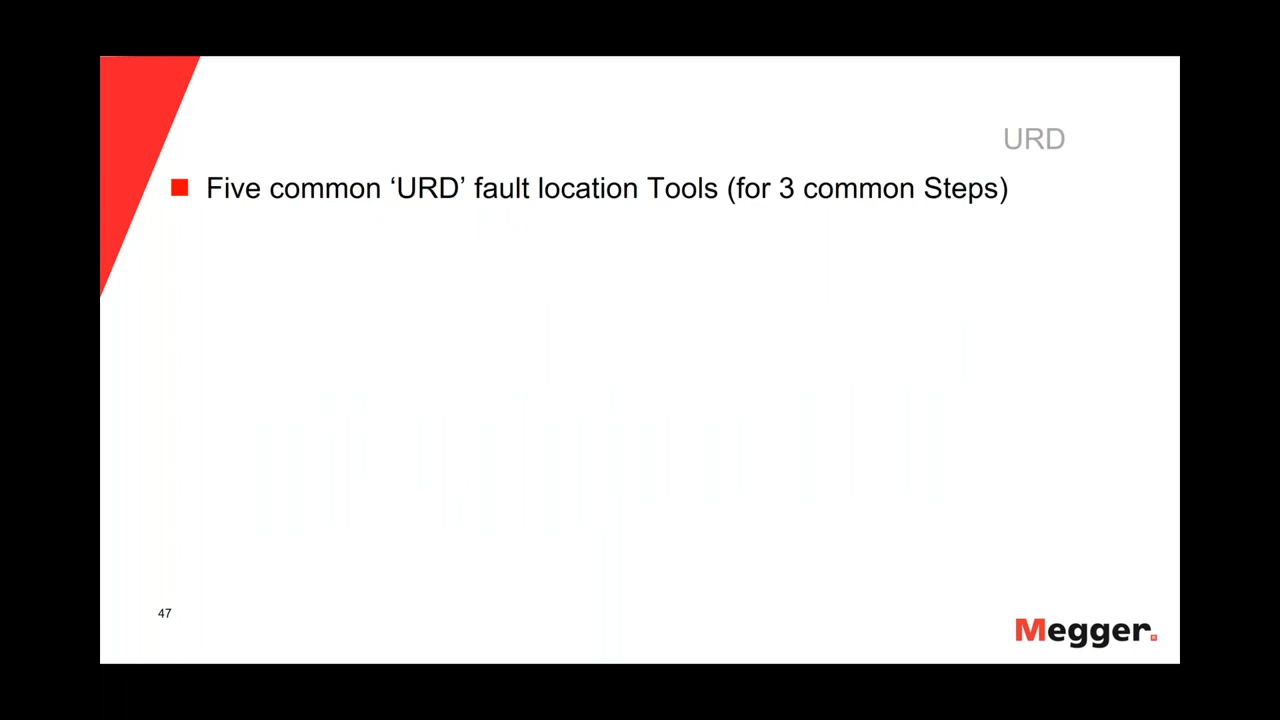 URD
Five common ‘URD’ fault location Tools (for 3 common Steps)
47
Megger.